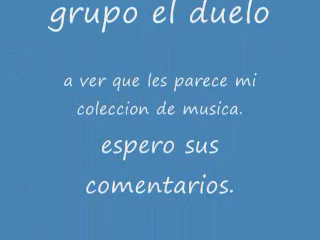 grupo el duelo
a ver que les parece mi
coleccion de musica.
espero sus
comentarios.